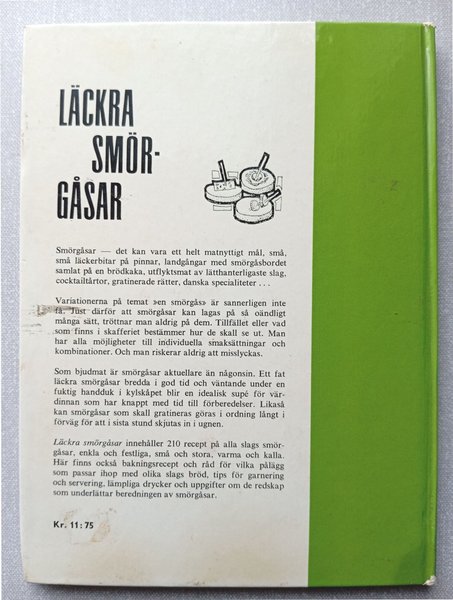 LÄCKRA
SMÖR-
GÅSAR
Smörgåsar — det kan vara ett helt matnyttigt mål, små,
små läckerbitar på pinnar, landgångar med smörgåsbordet
samlat på en brödkaka, utflyktsmat av lätthanterligaste slag,
cocktailtårtor, gratinerade rätter, danska specialiteter . . .
Variationerna på temat »en smörgås» är sannerligen inte
få. Just därför att smörgåsar kan lagas på så oändligt
många sätt, tröttnar man aldrig på dem. Tillfället eller vad
som finns i skafferiet bestämmer hur de skall se ut. Man
har alla möjligheter till individuella smaksättningar och
kombinationer. Och man riskerar aldrig att misslyckas.
Som bjudmat är smörgåsar aktuellare än någonsin. Ett fat
läckra smörgåsar bredda i god tid och väntande under en
fuktig handduk i kylskåpet blir en idealisk supé för vär-
dinnan som har knappt med tid till förberedelser. Likaså
kan smörgåsar som skall gratineras göras i ordning långt i
förväg för att i sista stund skjutas in i ugnen.
Läckra smörgåsar innehåller 210 recept på alla slags smör-
gåsar, enkla och festliga, små och stora, varma och kalla.
Här finns också bakningsrecept och råd för vilka pålägg
som passar ihop med olika slags bröd, tips för garnering
och servering, lämpliga drycker och uppgifter om de redskap
som underlättar beredningen av smörgåsar.
Kr. 11:75